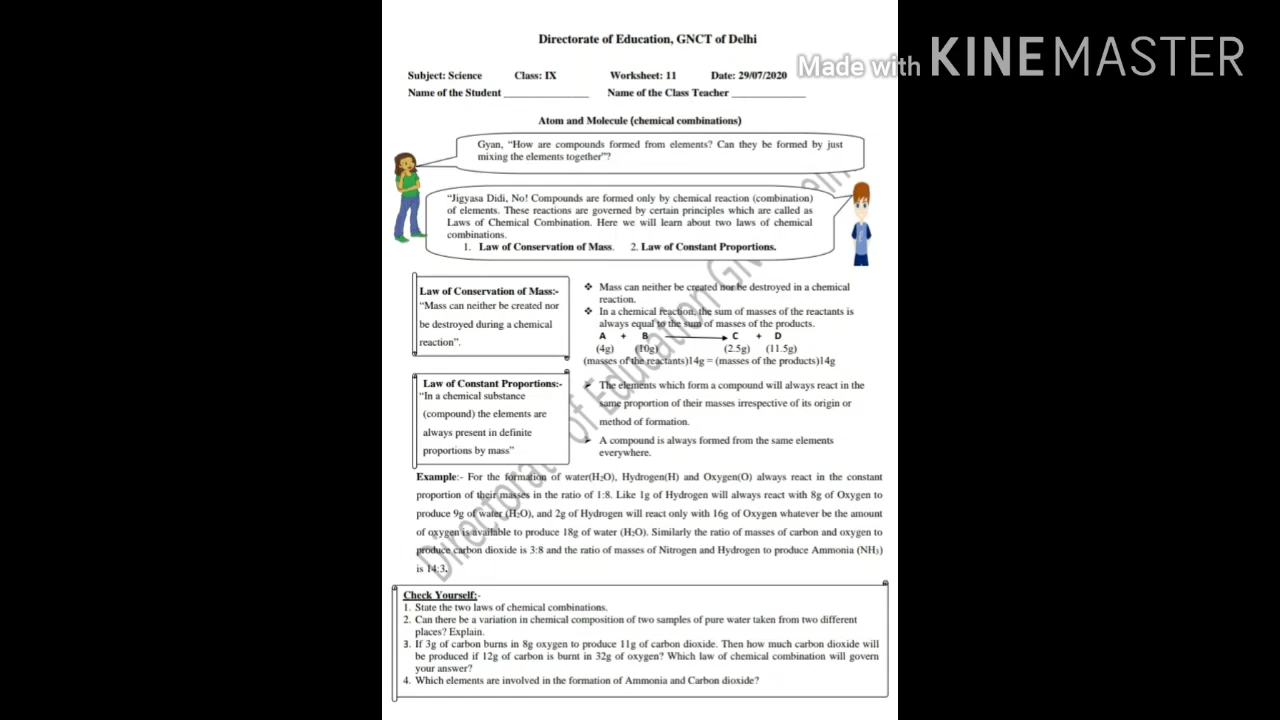 Directorate of Education, GNCT of Delhi
Made with KINEMASTER
Subject: Science Class: IX Worksheet: 11 Date: 29/07/2020
Name of the Student _______________ Name of the Class Teacher _____________
Atom and Molecule (chemical combinations)
Gyan, “How are compounds formed from elements? Can they be formed by just
mixing the elements together”?
“Jigyasa Didi, No! Compounds are formed only by chemical reaction (combination)
of elements. These reactions are governed by certain principles which are called as
Laws of Chemical Combination. Here we will learn about two laws of chemical
combinations.
1. Law of Conservation of Mass. 2. Law of Constant Proportions.
Law of Conservation of Mass:-
“Mass can neither be created nor
be destroyed during a chemical
reaction”.
❖ Mass can neither be created nor be destroyed in a chemical
reaction.
❖ In a chemical reaction, the sum of masses of the reactants is
always equal to the sum of masses of the products.
A + B ⟶ C + D
(4g) (10g) (2.5g) (11.5g)
(masses of the reactants)14g = (masses of the products)14g
Law of Constant Proportions:-
“In a chemical substance
(compound) the elements are
always present in definite
proportions by mass”
➢ The elements which form a compound will always react in the
same proportion of their masses irrespective of its origin or
method of formation.
➢ A compound is always formed from the same elements
everywhere.
Example:- For the formation of water(H₂O), Hydrogen(H) and Oxygen(O) always react in the constant
proportion of their masses in the ratio of 1:8. Like 1g of Hydrogen will always react with 8g of Oxygen to
produce 9g of water (H₂O), and 2g of Hydrogen will react only with 16g of Oxygen whatever be the amount
of oxygen is available to produce 18g of water (H₂O). Similarly the ratio of masses of carbon and oxygen to
produce carbon dioxide is 3:8 and the ratio of masses of Nitrogen and Hydrogen to produce Ammonia (NH₃)
is 14:3.
Check Yourself:-
1. State the two laws of chemical combinations.
2. Can there be a variation in chemical composition of two samples of pure water taken from two different
places? Explain.
3. If 3g of carbon burns in 8g oxygen to produce 11g of carbon dioxide. Then how much carbon dioxide will
be produced if 12g of carbon is burnt in 32g of oxygen? Which law of chemical combination will govern
your answer?
4. Which elements are involved in the formation of Ammonia and Carbon dioxide?
Directorate of Education